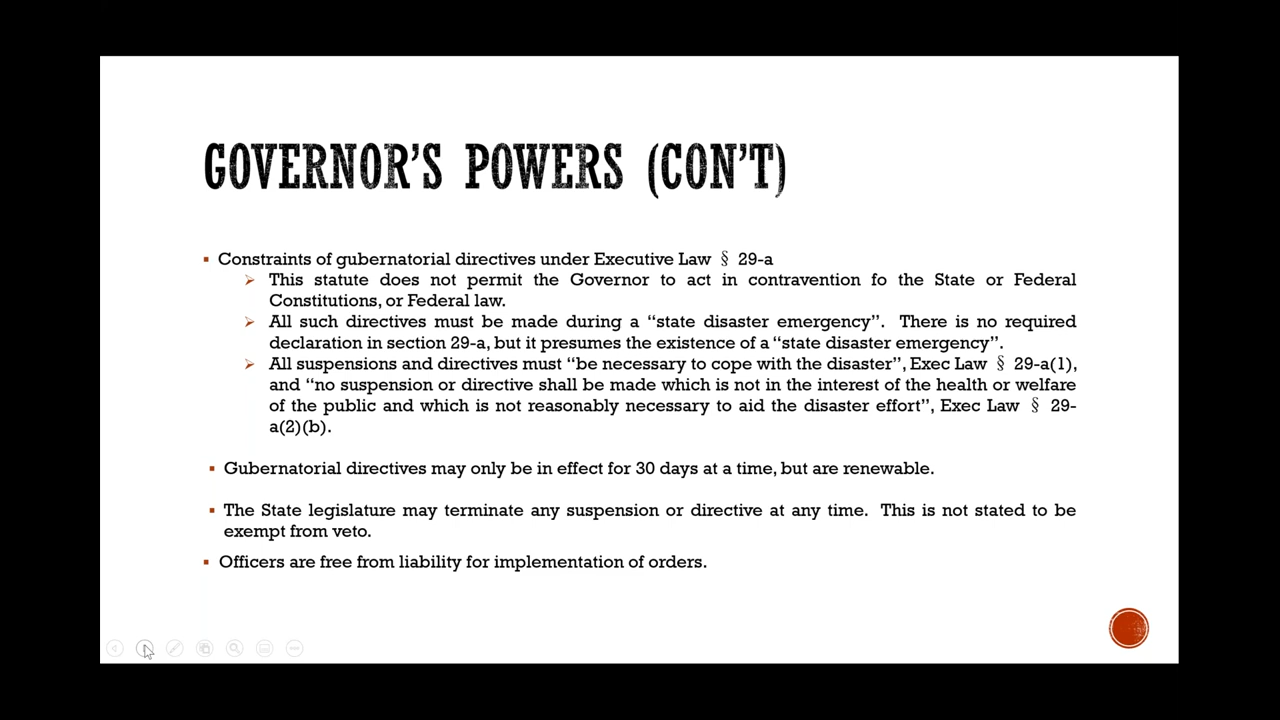 GOVERNOR'S POWERS (CON'T)
▪ Constraints of gubernatorial directives under Executive Law § 29-a
➢ This statute does not permit the Governor to act in contravention fo the State or Federal
Constitutions, or Federal law.
➢ All such directives must be made during a “state disaster emergency”. There is no required
declaration in section 29-a, but it presumes the existence of a “state disaster emergency”.
➢ All suspensions and directives must “be necessary to cope with the disaster”, Exec Law § 29-a(1),
and “no suspension or directive shall be made which is not in the interest of the health or welfare
of the public and which is not reasonably necessary to aid the disaster effort”, Exec Law § 29-
a(2)(b).
▪ Gubernatorial directives may only be in effect for 30 days at a time, but are renewable.
▪ The State legislature may terminate any suspension or directive at any time. This is not stated to be
exempt from veto.
▪ Officers are free from liability for implementation of orders.